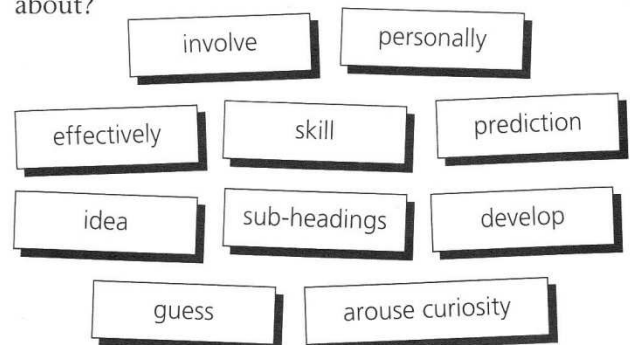 about?
involve personally
effectively skill prediction
idea sub-headings develop
guess arouse curiosity